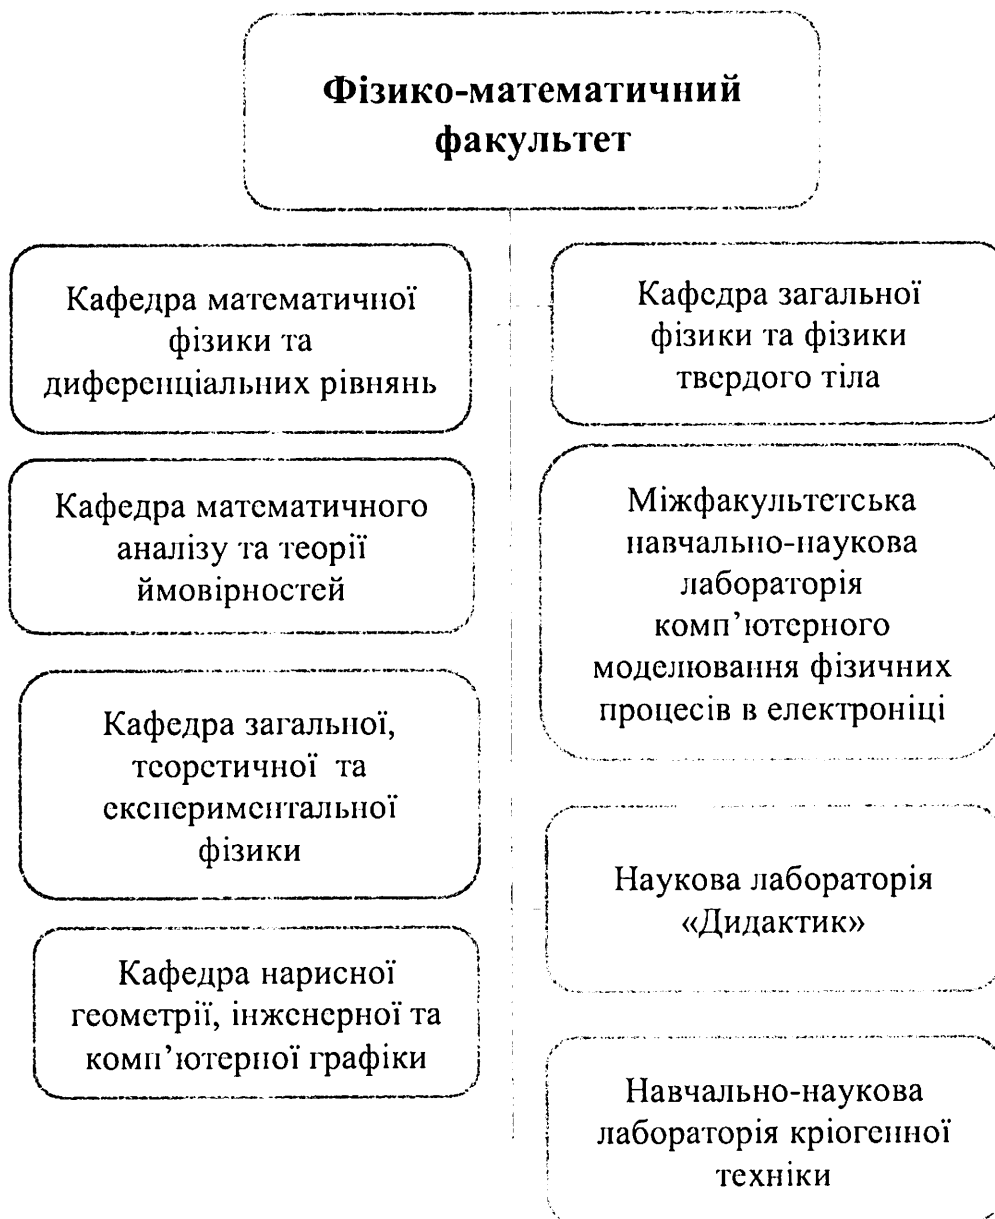 Фізико-математичний
факультет
Кафедра математичної
фізики та
диференціальних рівнянь
Кафедра математичного
аналізу та теорії
ймовірностей
Кафедра загальної,
теоретичної та
експериментальної
фізики
Кафедра нарисної
геометрії, інженерної та
комп’ютерної графіки
Кафедра загальної
фізики та фізики
твердого тіла
Міжфакультетська
навчально-наукова
лабораторія
комп’ютерного
моделювання фізичних
процесів в електроніці
Наукова лабораторія
«Дидактик»
Навчально-наукова
лабораторія кріогенної
техніки